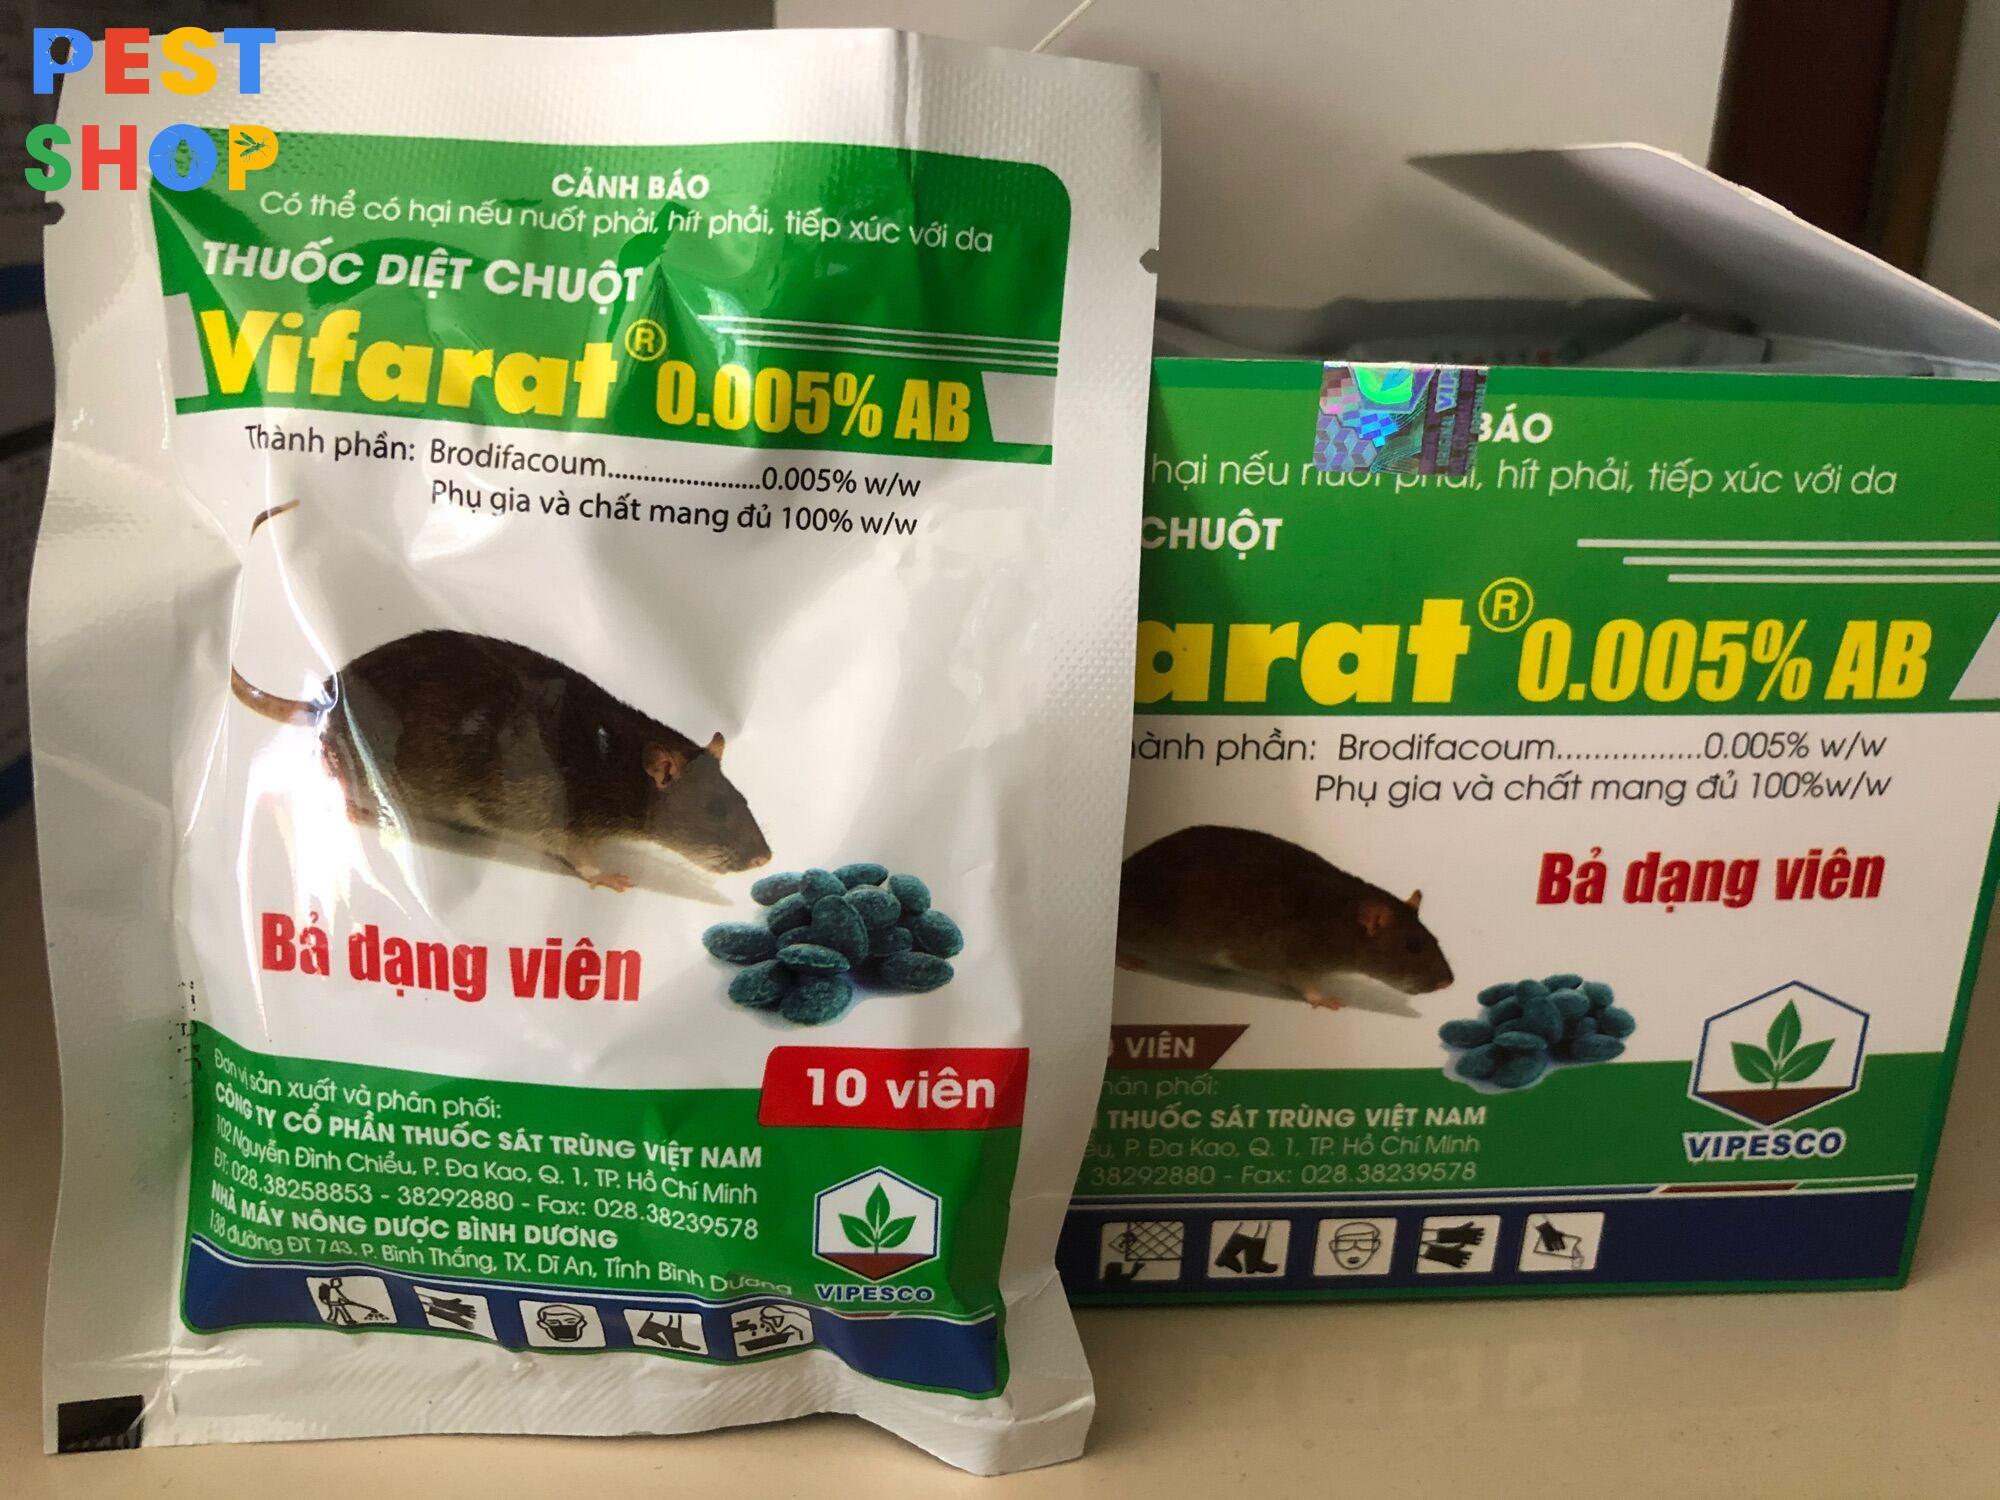 PEST
SHOP
CẢNH BÁO
Có thể có hại nếu nuốt phải, hít phải, tiếp xúc với da
THUỐC DIỆT CHUỘT
Vifarat® 0.005% AB
Thành phần: Brodifacoum......................0.005% w/w
Phụ gia và chất mang đủ 100% w/w
Bả dạng viên
10 viên
Đơn vị sản xuất và phân phối:
CÔNG TY CỔ PHẦN THUỐC SÁT TRÙNG VIỆT NAM
102 Nguyễn Đình Chiểu, P. Đa Kao, Q. 1, TP. Hồ Chí Minh
ĐT: 028.38258853 - 38292880 - Fax: 028.38239578
NHÀ MÁY NÔNG DƯỢC BÌNH DƯƠNG
138 đường ĐT 743, P. Bình Thắng, TX. Dĩ An, Tỉnh Bình Dương
VIPESCO
BÁO
hại nếu nuốt phải, hít phải, tiếp xúc với da
CHUỘT
arat® 0.005% AB
ành phần: Brodifacoum.................0.005% w/w
Phụ gia và chất mang đủ 100%w/w
Bả dạng viên
VIÊN
phân phối:
THUỐC SÁT TRÙNG VIỆT NAM
P. Đa Kao, Q. 1, TP. Hồ Chí Minh
38292880 - Fax: 028.38239578
VIPESCO